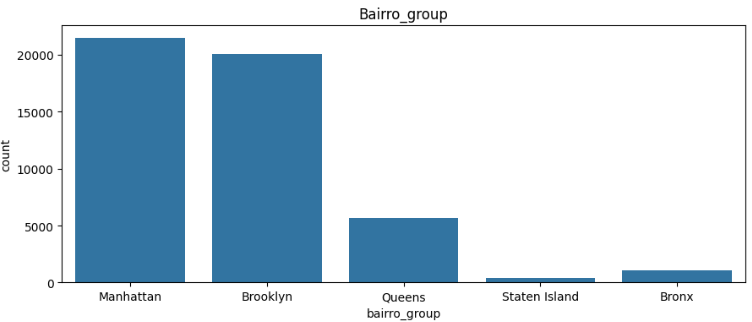 Bairro_group
count
20000
15000
10000
5000
0
Manhattan Brooklyn Queens Staten Island Bronx
bairro_group